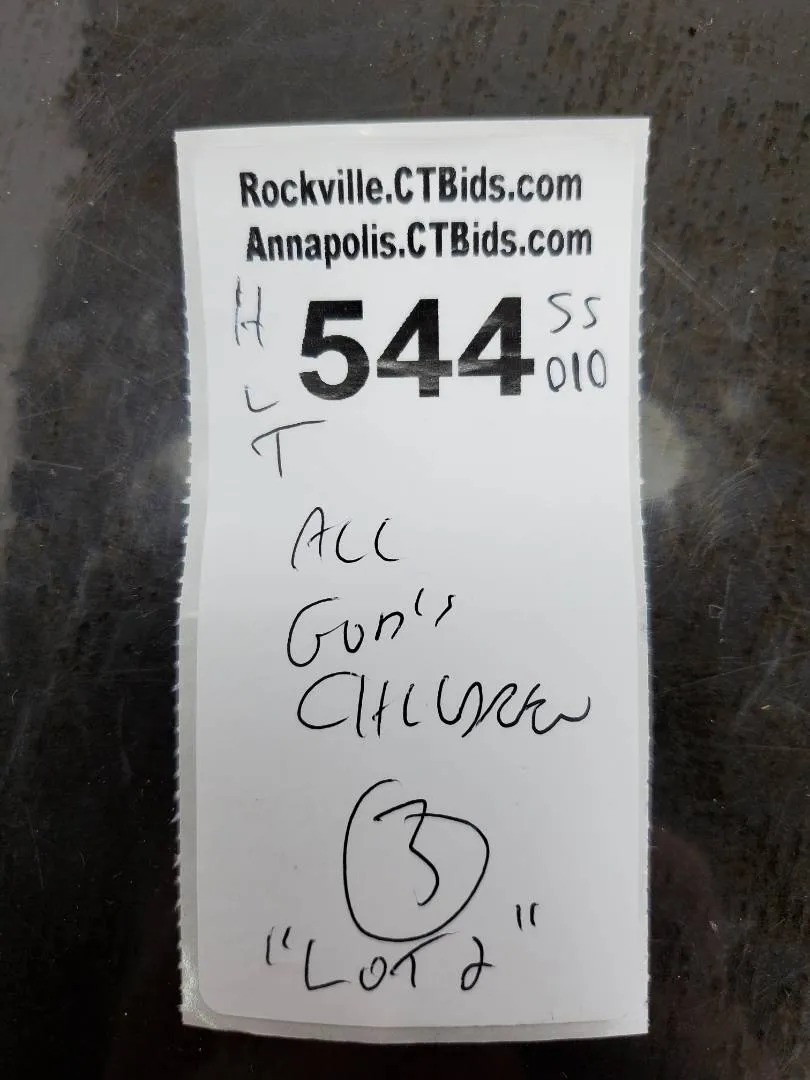 Rockville.CTBids.com
Annapolis.CTBids.com
H 544 SS
L 010
T
ALL
GOD'S
CHILDREN
3
"LOT 2"